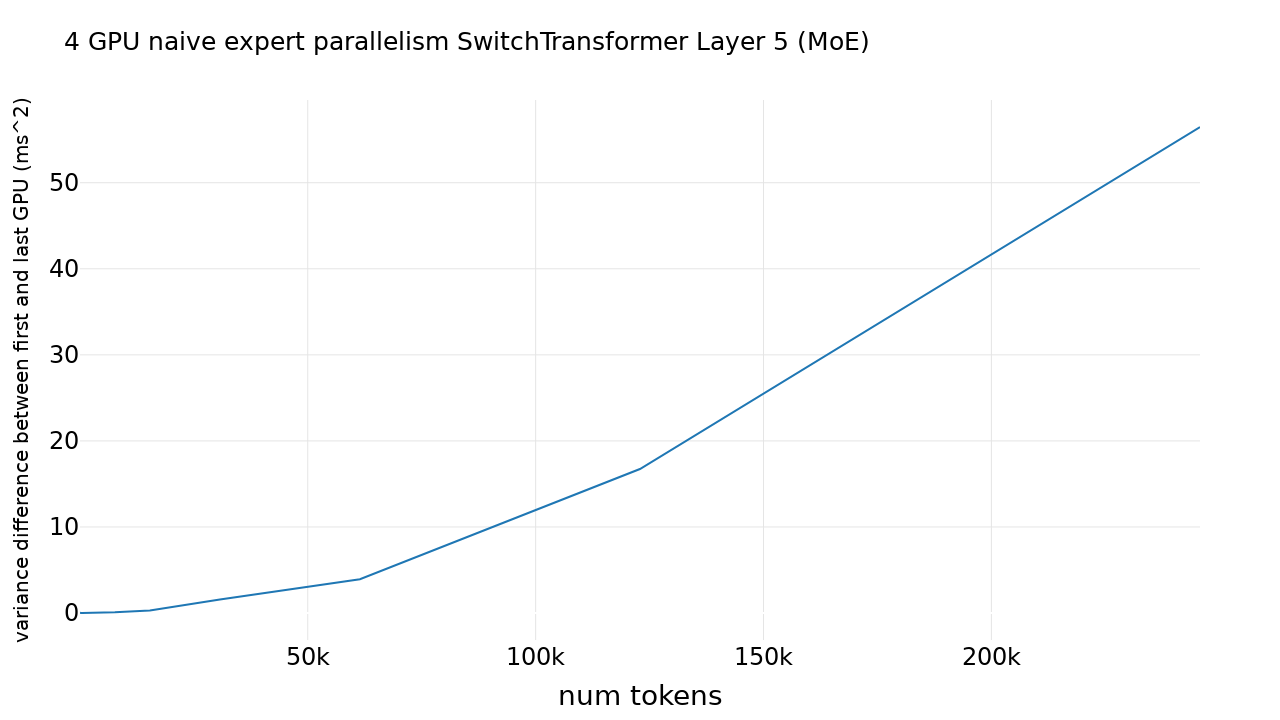 4 GPU naive expert parallelism SwitchTransformer Layer 5 (MoE)
variance difference between first and last GPU (ms^2)
50
40
30
20
10
0
50k
100k
150k
200k
num tokens